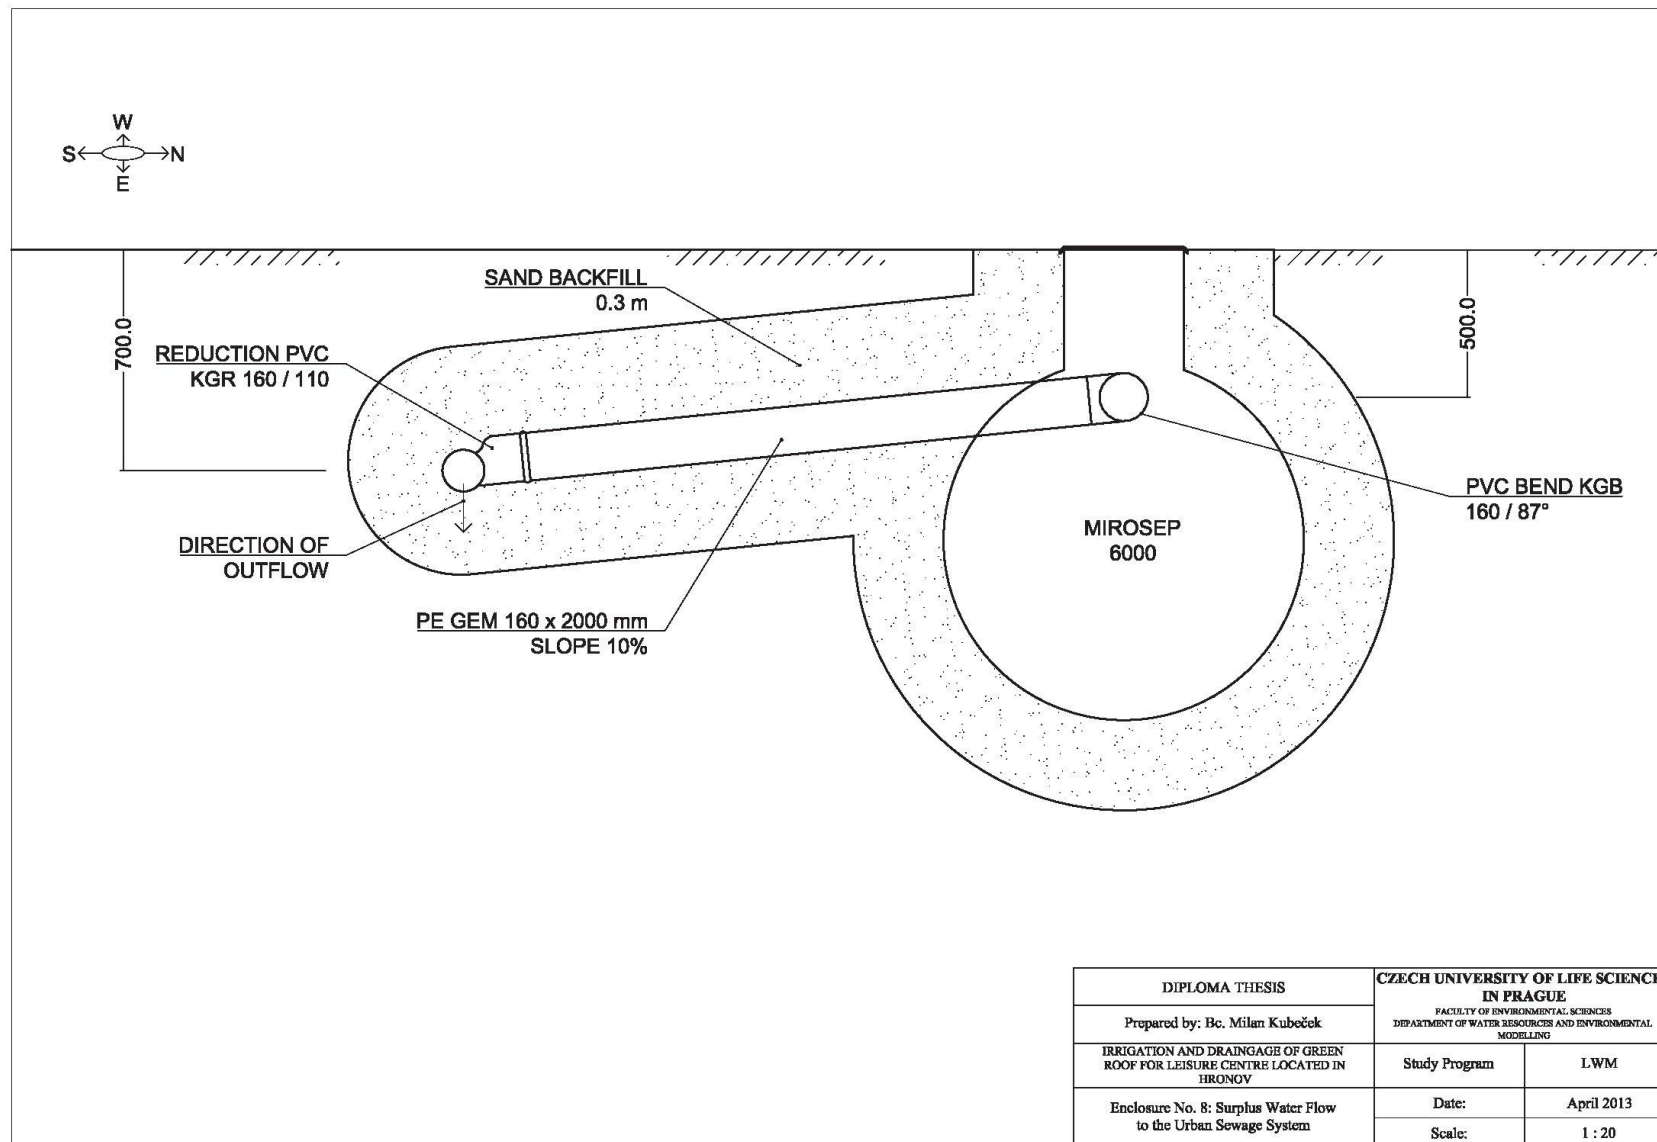 W
S N
E
SAND BACKFILL
0.3 m
700.0
500.0
REDUCTION PVC
KGR 160 / 110
DIRECTION OF
OUTFLOW
PE GEM 160 x 2000 mm
SLOPE 10%
MIROSEP
6000
PVC BEND KGB
160 / 87°
DIPLOMA THESIS
Prepared by: Bc. Milan Kubeček
IRRIGATION AND DRAINGAGE OF GREEN
ROOF FOR LEISURE CENTRE LOCATED IN
HRONOV
Enclosure No. 8: Surplus Water Flow
to the Urban Sewage System
CZECH UNIVERSITY OF LIFE SCIENCE
IN PRAGUE
FACULTY OF ENVIRONMENTAL SCIENCES
DEPARTMENT OF WATER RESOURCES AND ENVIRONMENTAL
MODELLING
Study Program LWM
Date: April 2013
Scale: 1 : 20